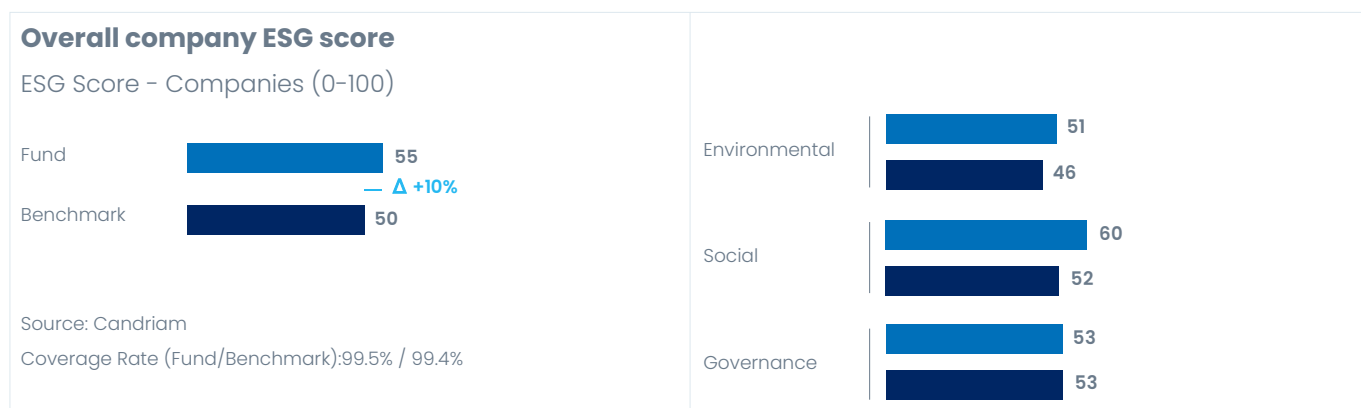 Overall company ESG score
ESG Score - Companies (0-100)
Fund
55
Δ +10%
Benchmark
50
Source: Candriam
Coverage Rate (Fund/Benchmark):99.5% / 99.4%
Environmental
51
46
Social
60
52
Governance
53
53